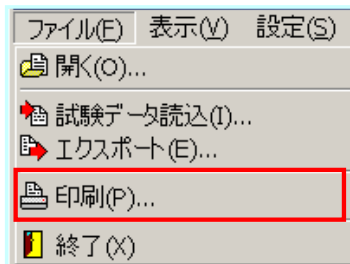 ファイル(F) 表示(V) 設定(S)
開く(O)...
試験データ読込(I)...
エクスポート(E)...
印刷(P)...
終了(X)